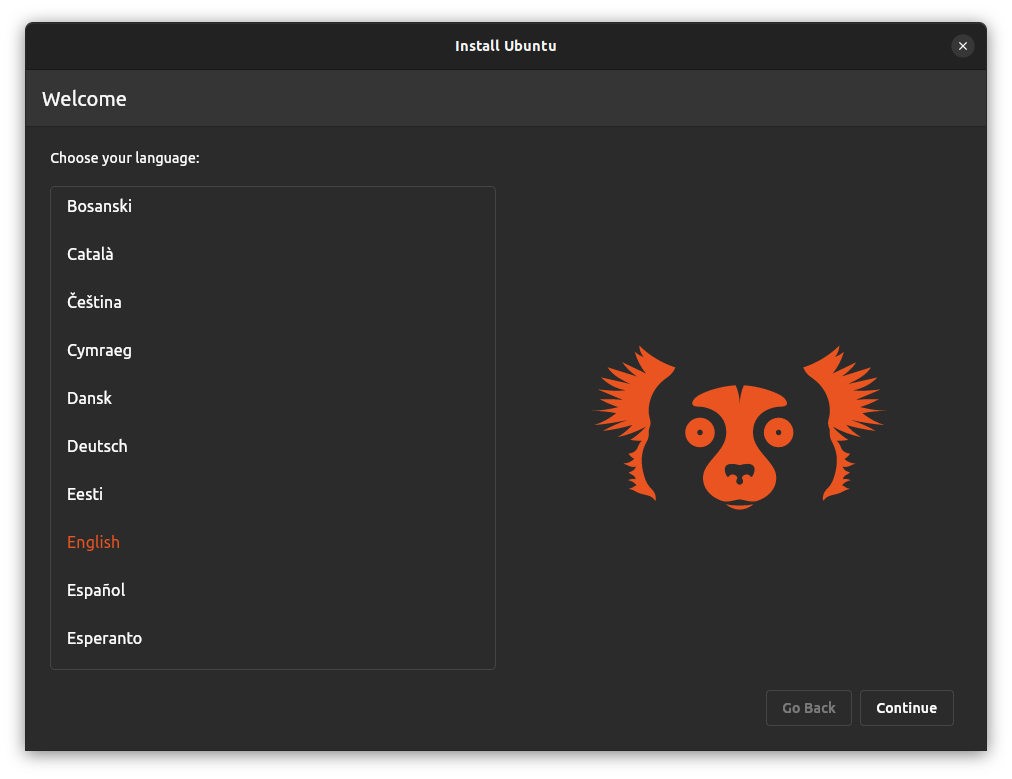 Install Ubuntu
Welcome
Choose your language:
Bosanski
Català
Čeština
Cymraeg
Dansk
Deutsch
Eesti
English
Español
Esperanto
Go Back
Continue